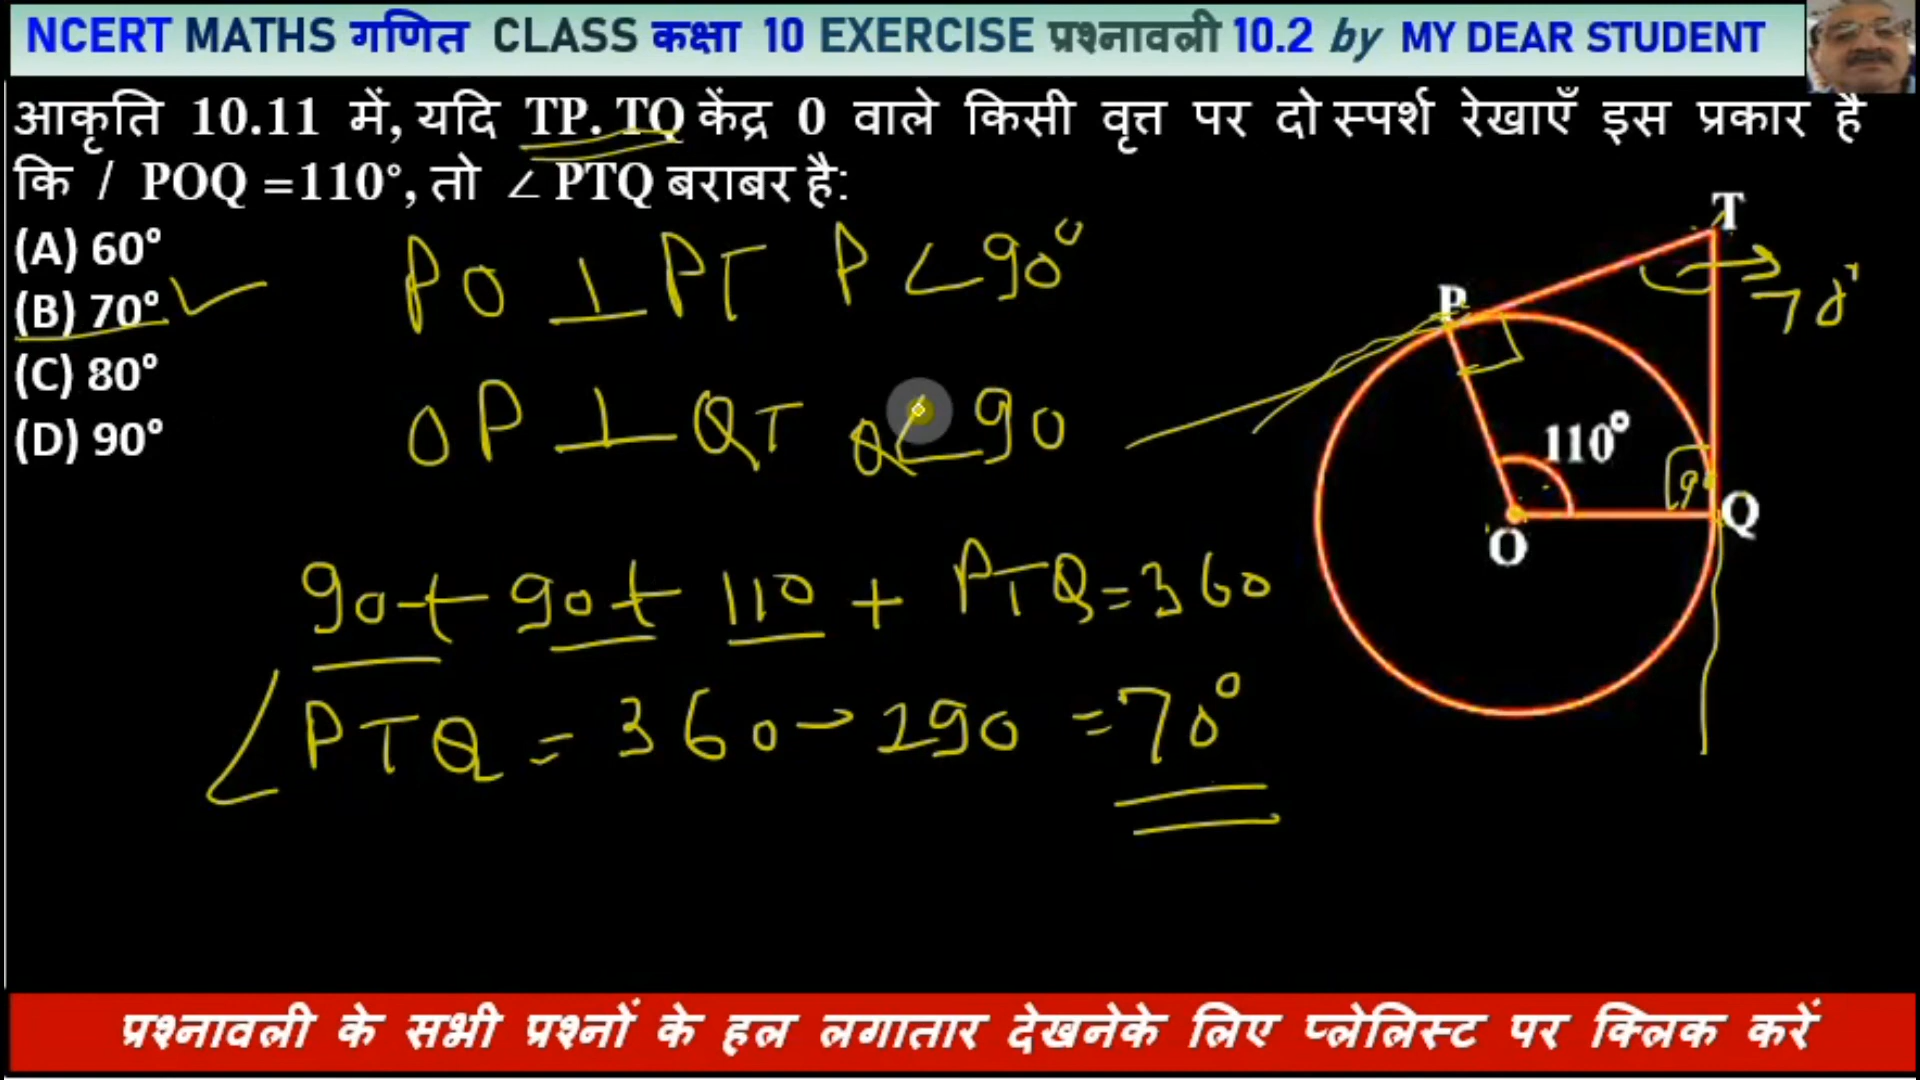 NCERT MATHS गणित CLASS कक्षा 10 EXERCISE प्रश्नावली 10.2 by MY DEAR STUDENT
आकृति 10.11 में, यदि TP. TQ केंद्र 0 वाले किसी वृत्त पर दो स्पर्श रेखाएँ इस प्रकार है
कि / POQ =110°, तो ∠ PTQ बराबर है:
(A) 60°
(B) 70°
(C) 80°
(D) 90°
PO ⊥ PT P ∠90°
OP ⊥ QT Q∠90
90+90+110+PTQ=360
∠PTQ=360-290=70°
T
P
70°
110°
90
Q
O
प्रश्नावली के सभी प्रश्नों के हल लगातार देखनेके लिए प्लेलिस्ट पर क्लिक करें